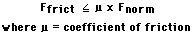 Ffrict ≤ μ x Fnorm
where μ = coefficient of friction